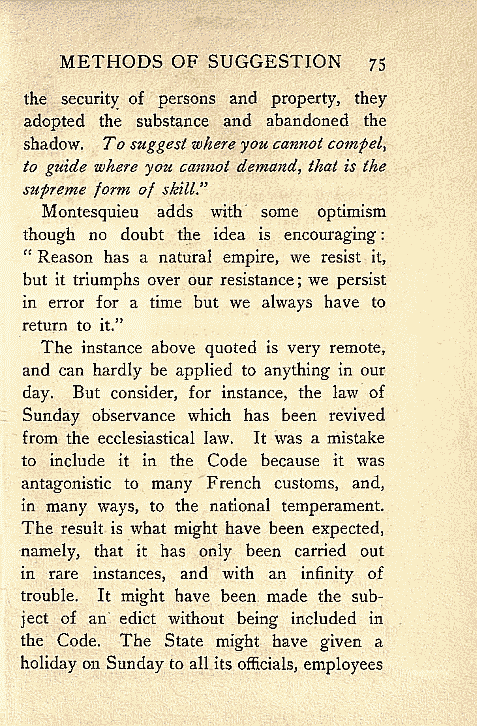 METHODS OF SUGGESTION 75
the security of persons and property, they
adopted the substance and abandoned the
shadow. To suggest where you cannot compel,
to guide where you cannot demand, that is the
supreme form of skill.”
Montesquieu adds with some optimism
though no doubt the idea is encouraging:
“ Reason has a natural empire, we resist it,
but it triumphs over our resistance; we persist
in error for a time but we always have to
return to it.”
The instance above quoted is very remote,
and can hardly be applied to anything in our
day. But consider, for instance, the law of
Sunday observance which has been revived
from the ecclesiastical law. It was a mistake
to include it in the Code because it was
antagonistic to many French customs, and,
in many ways, to the national temperament.
The result is what might have been expected,
namely, that it has only been carried out
in rare instances, and with an infinity of
trouble. It might have been made the sub-
ject of an edict without being included in
the Code. The State might have given a
holiday on Sunday to all its officials, employees